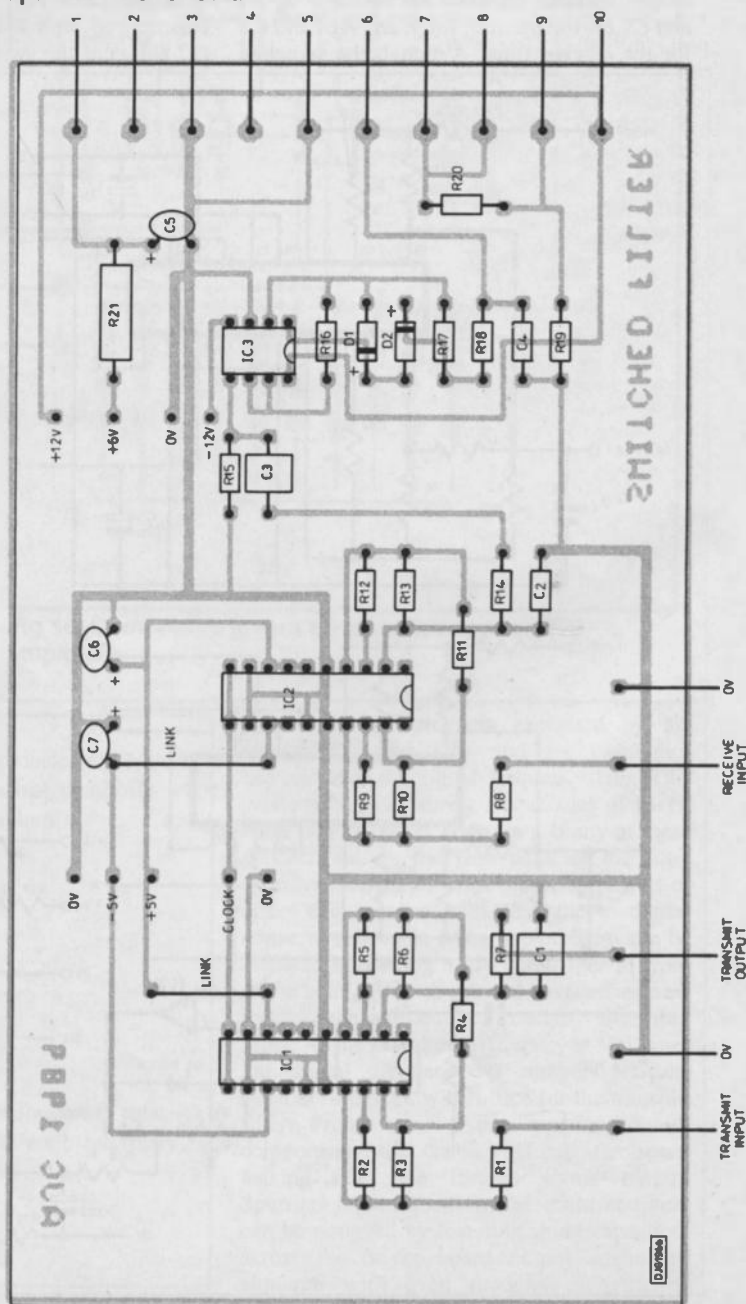 1
2
3
4
5
6
7
8
9
10
+12V
+6V
0V
-12V
R21
C5
+
IC3
R16
D1
+
D2
+
R17
R18
C4
R19
R20
R15
C3
SWITCHED FILTER
C6
+
C7
+
LINK
IC2
R12
R13
R11
R14
C2
R9
R10
R8
0V
-5V
+5V
CLOCK
0V
LINK
IC1
R5
R6
R7
C1
R4
R2
R3
R1
TRANSMIT
INPUT
0V
TRANSMIT
OUTPUT
RECEIVE
INPUT
0V